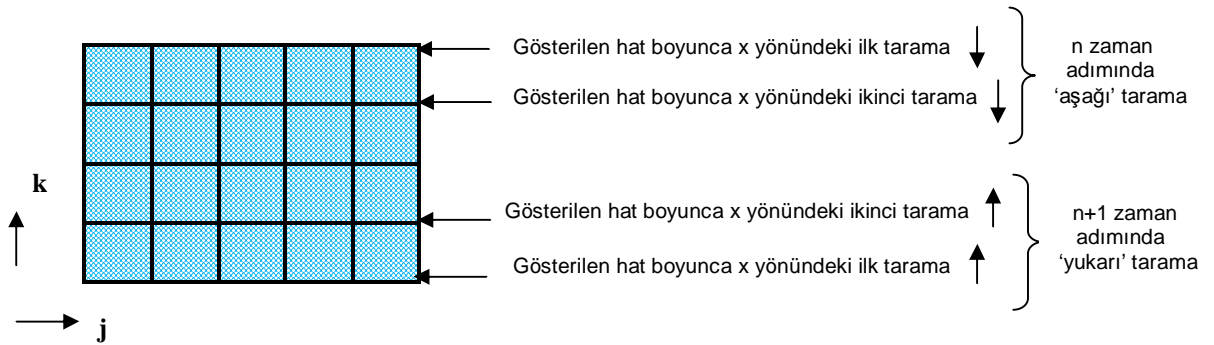 Gösterilen hat boyunca x yönündeki ilk tarama
Gösterilen hat boyunca x yönündeki ikinci tarama
n zaman
adımında
‘aşağı’ tarama
k
Gösterilen hat boyunca x yönündeki ikinci tarama
Gösterilen hat boyunca x yönündeki ilk tarama
n+1 zaman
adımında
‘yukarı’ tarama
j